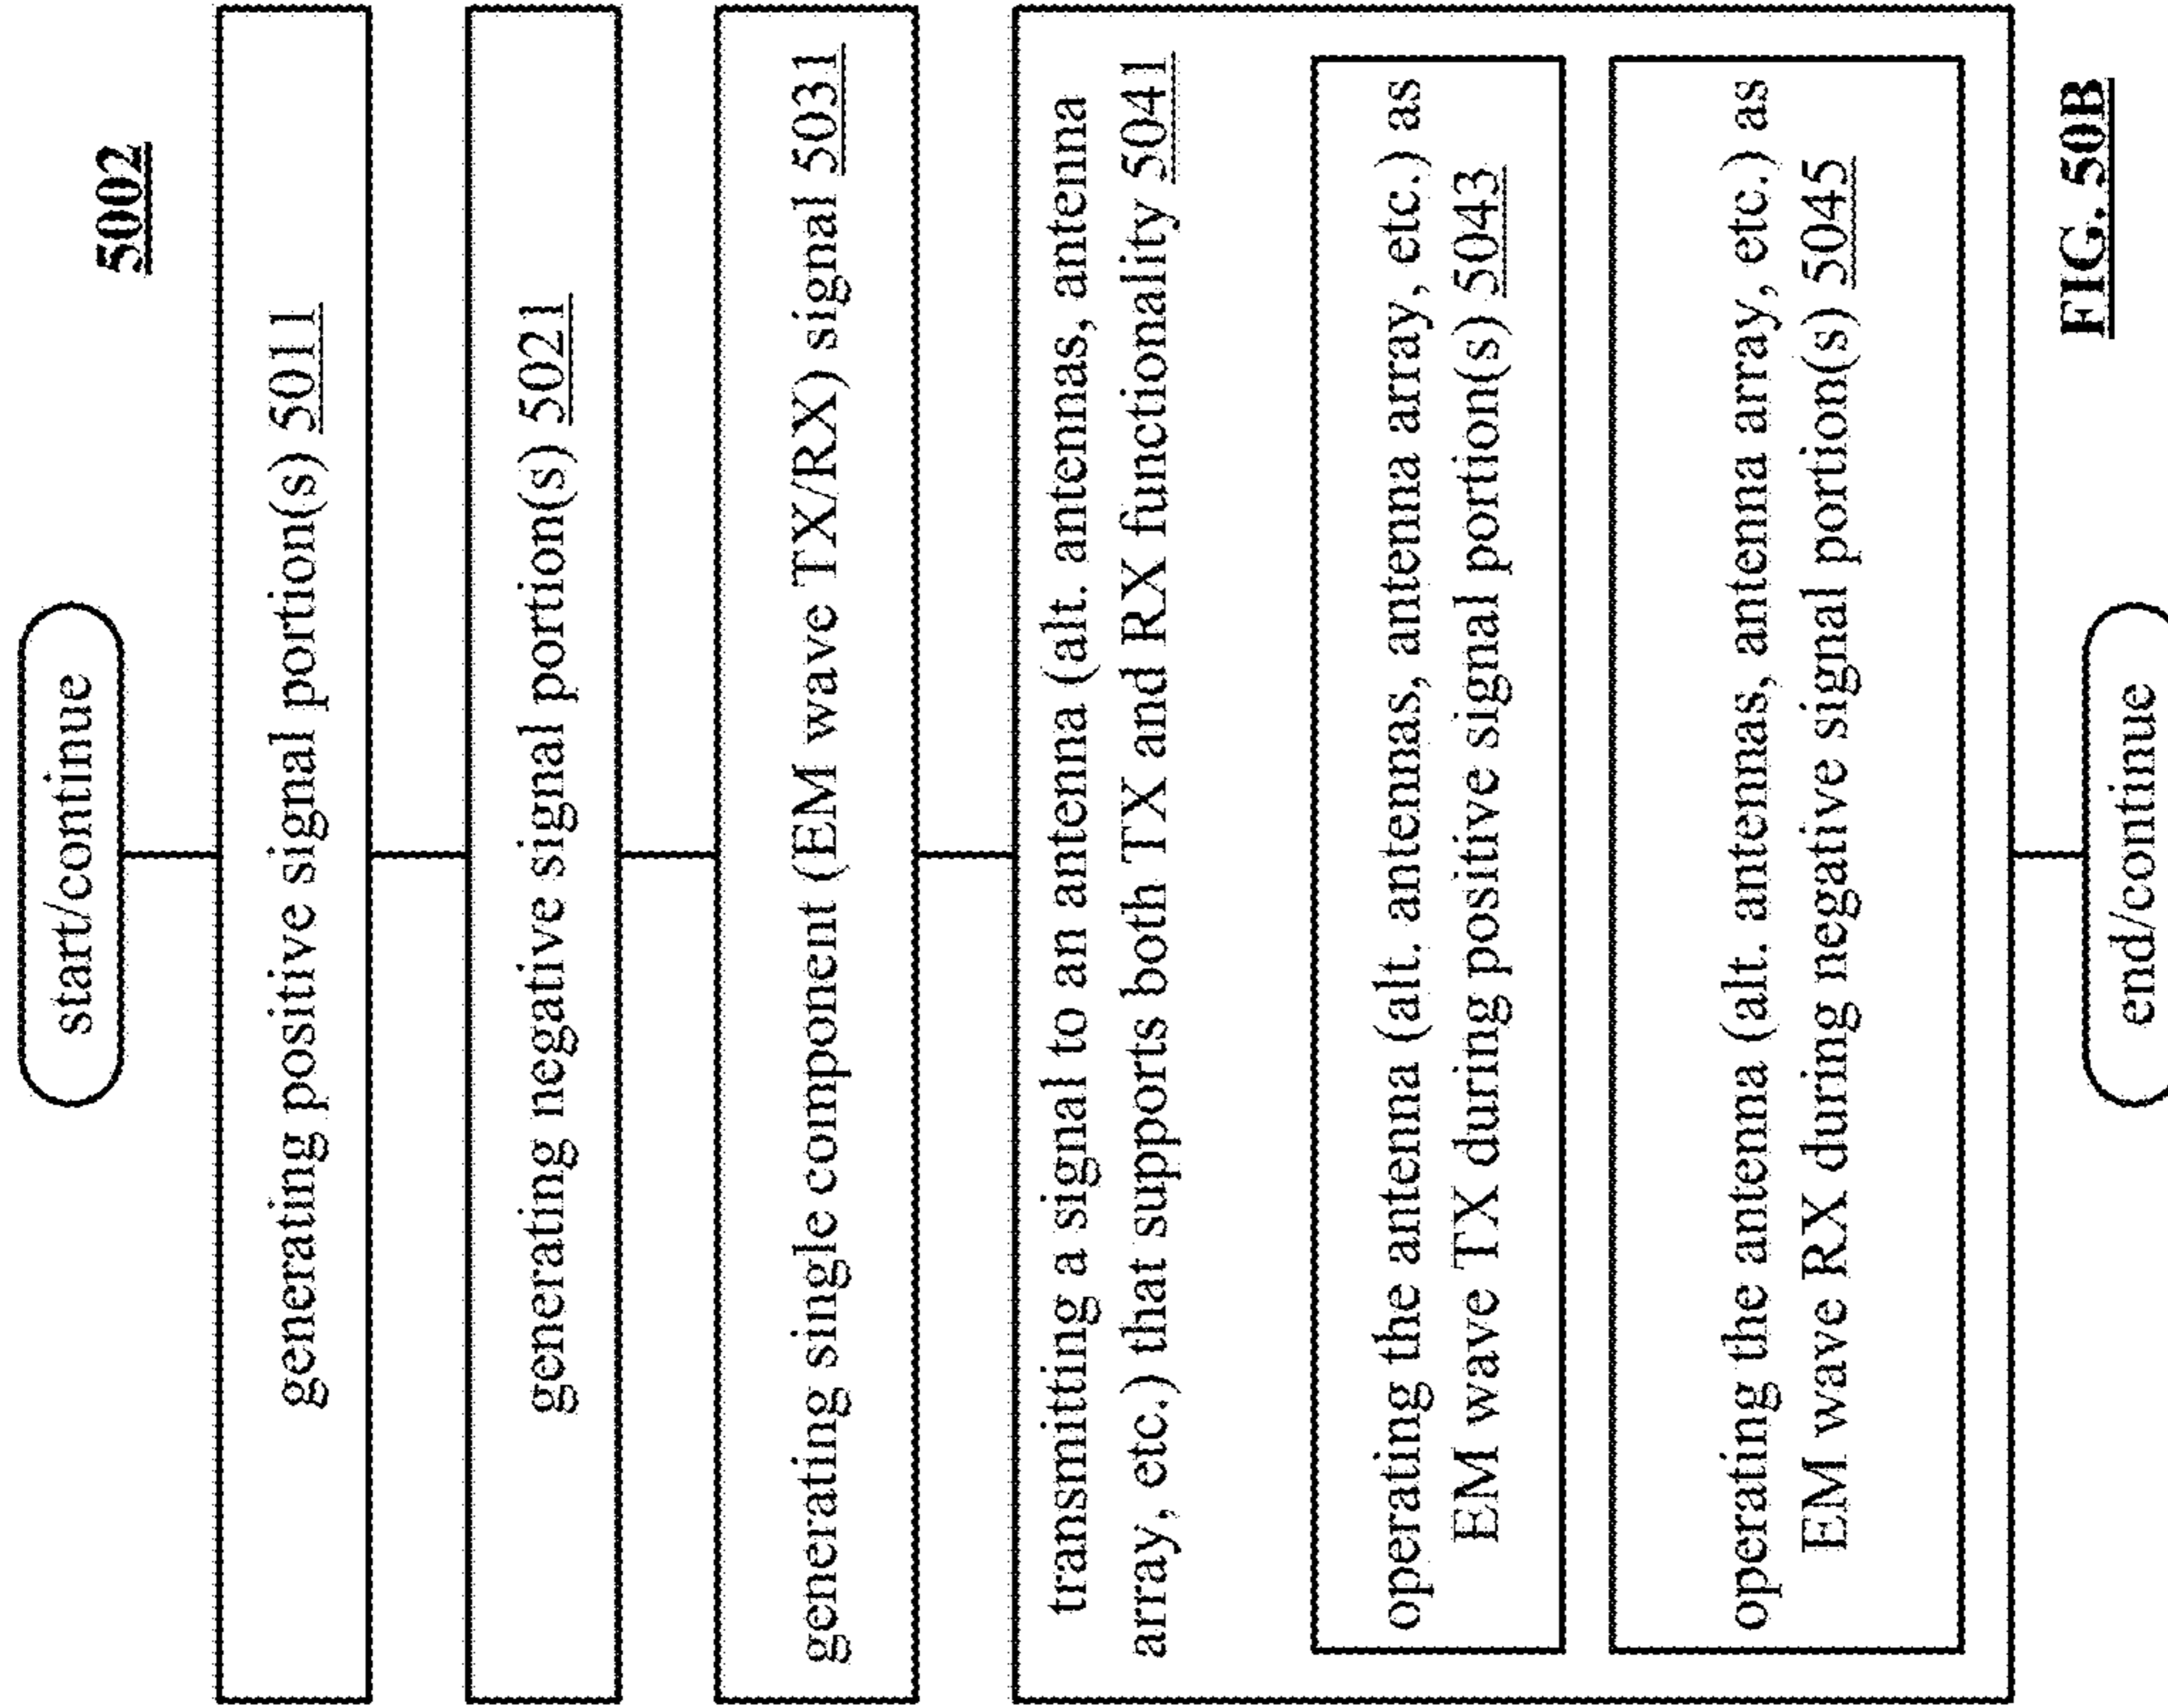 5002
start/continue
generating positive signal portion(s) 5011
generating negative signal portion(s) 5021
generating single component (EM wave TX/RX) signal 5031
transmitting a signal to an antenna (alt. antennas, antenna
array, etc.) that supports both TX and RX functionality 5041
operating the antenna (alt. antennas, antenna array, etc.) as
EM wave TX during positive signal portion(s) 5043
operating the antenna (alt. antennas, antenna array, etc.) as
EM wave RX during negative signal portion(s) 5045
end/continue
FIG. 50B